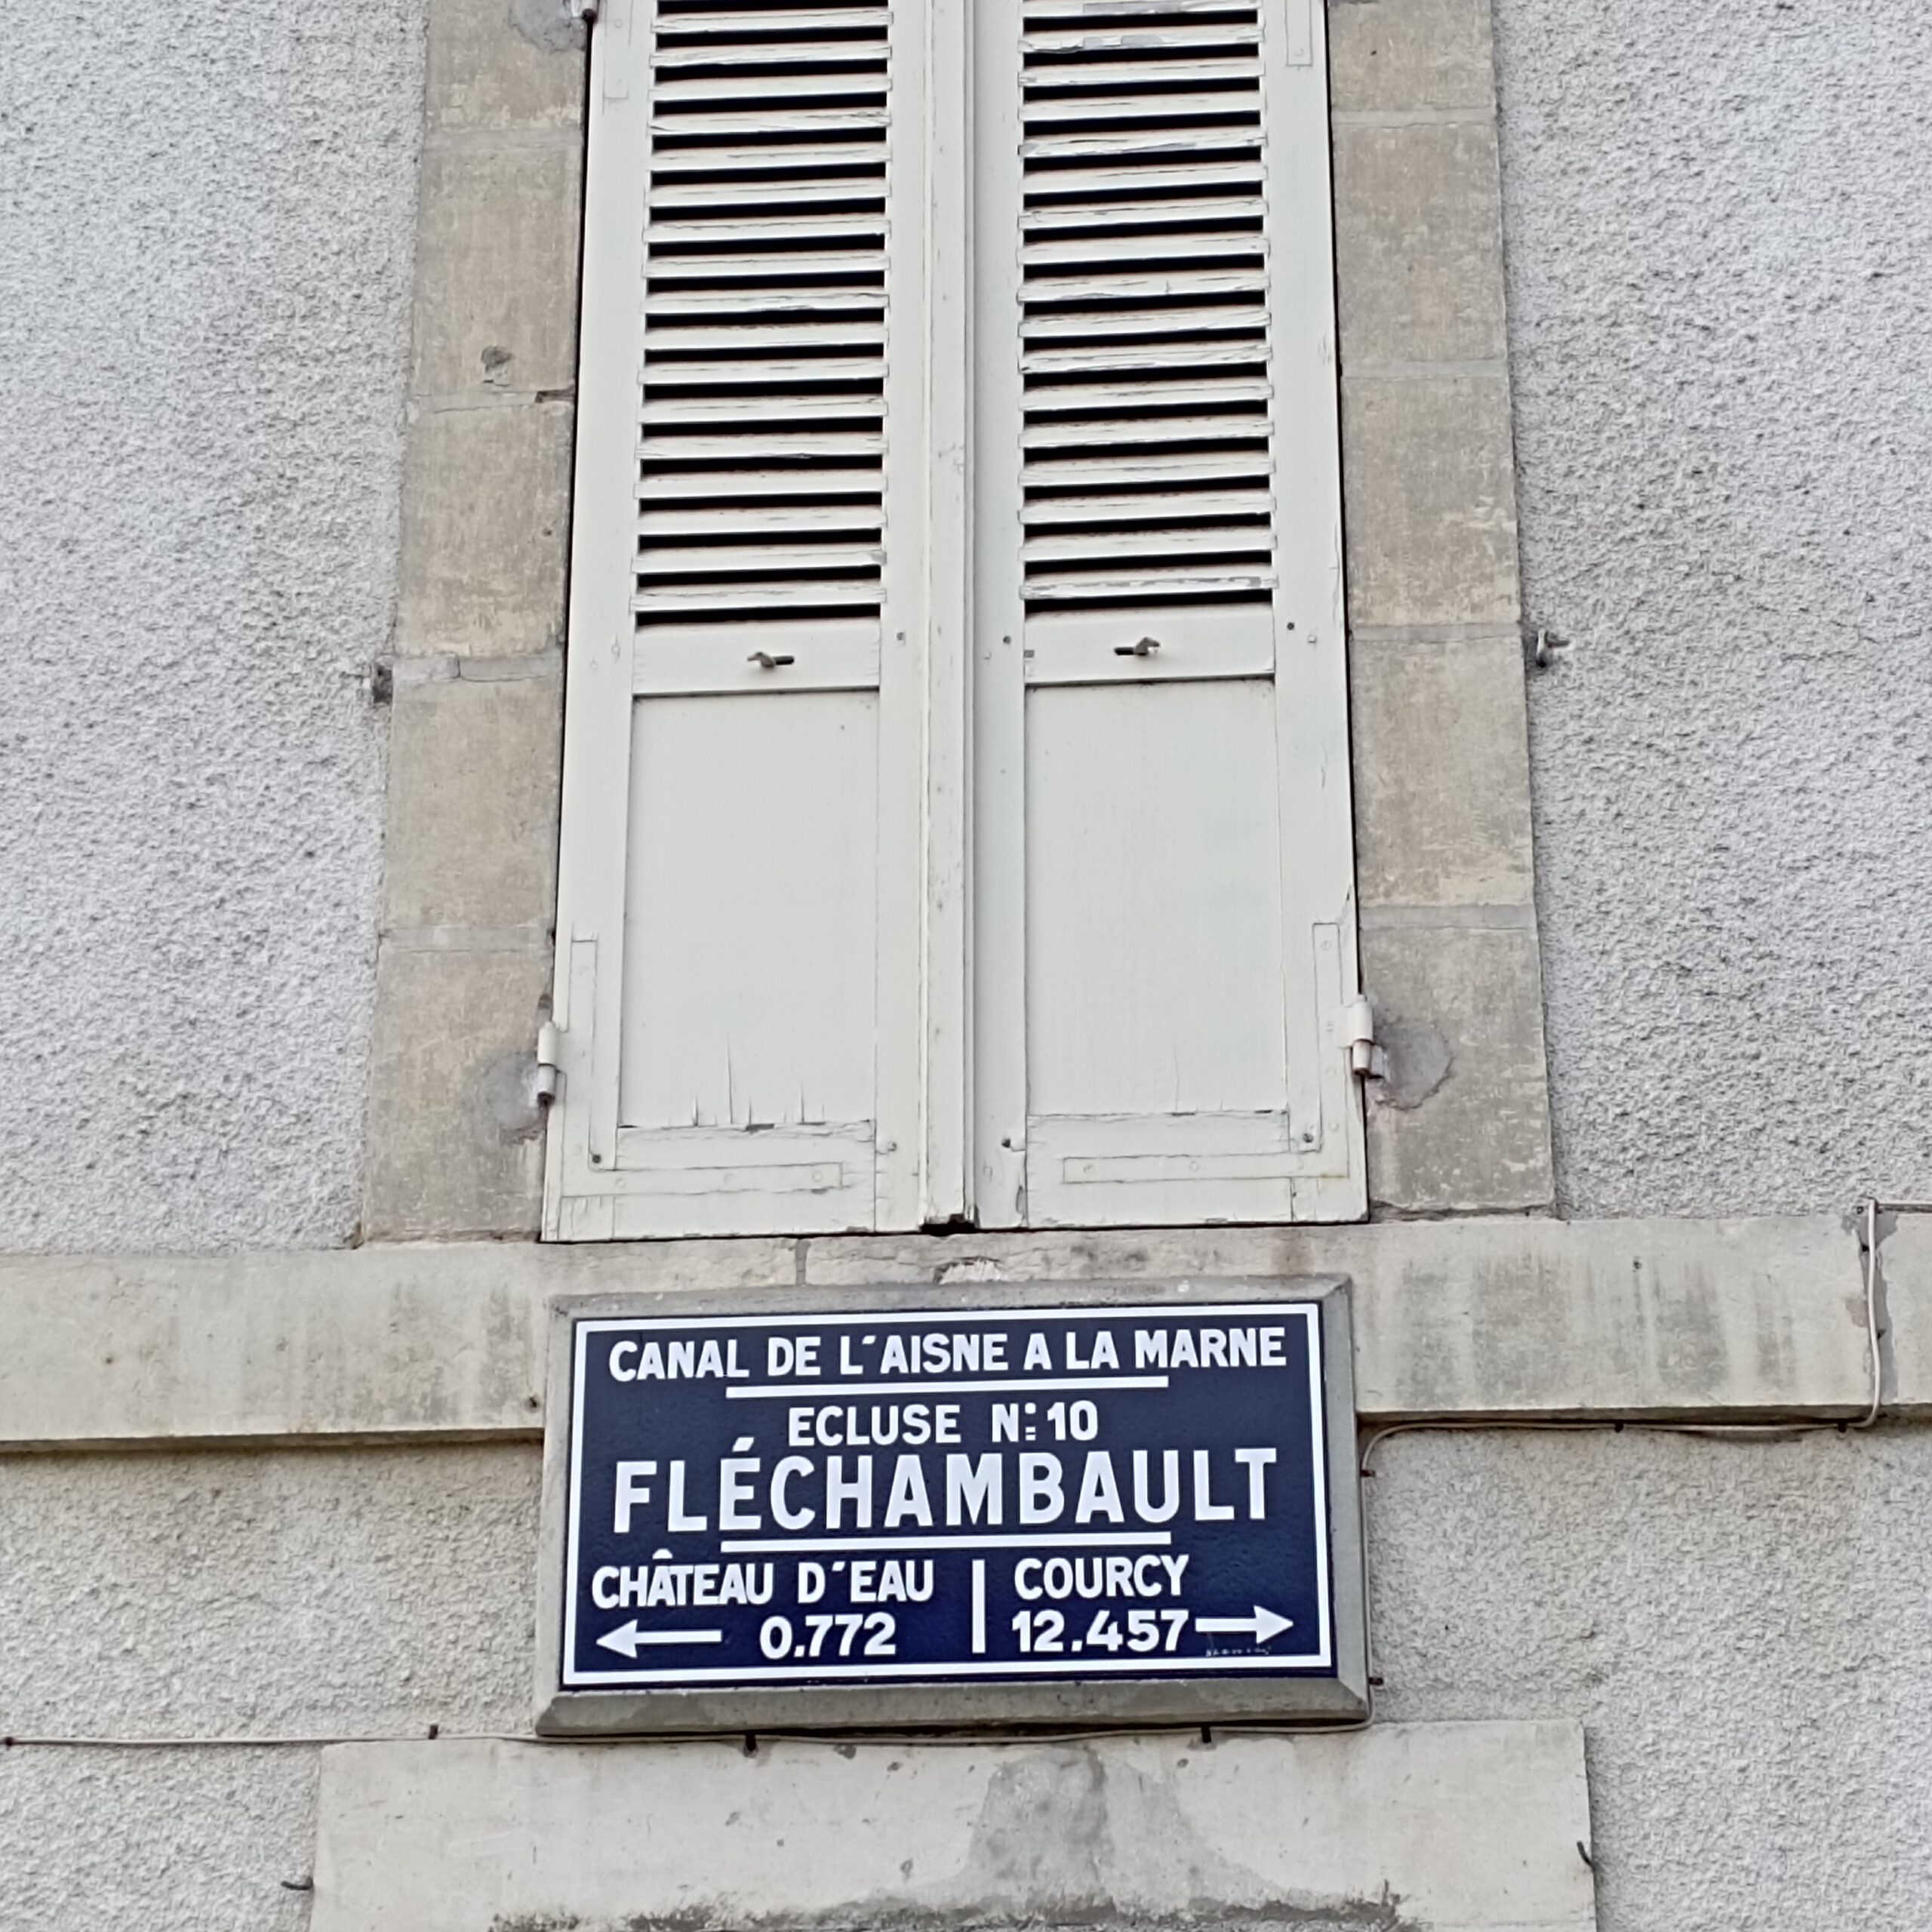 CANAL DE L'AISNE A LA MARNE
ECLUSE N° 10
FLÉCHAMBAULT
CHÂTEAU D'EAU
0.772
COURCY
12.457